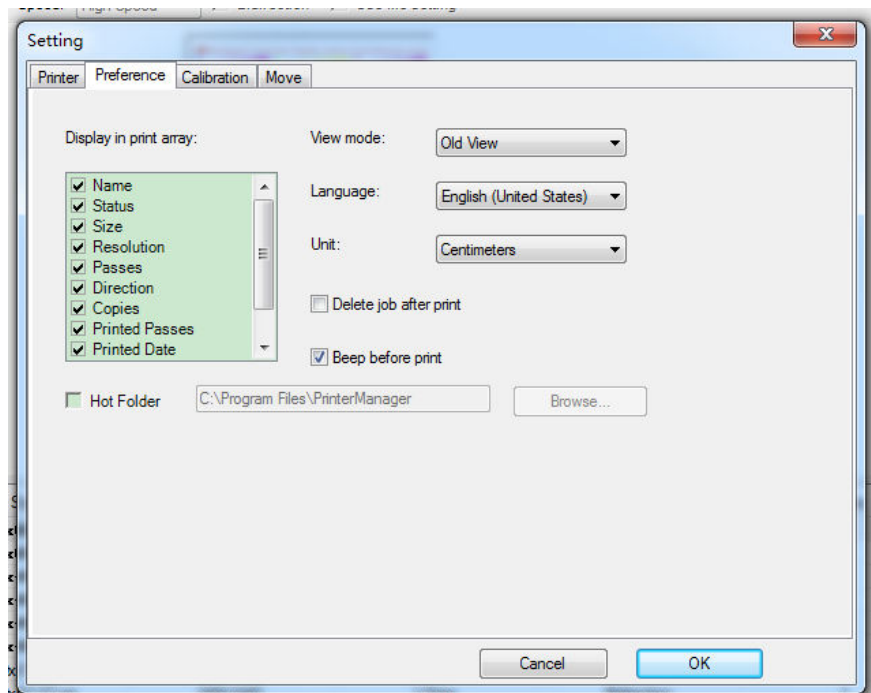 Setting
Printer Preference Calibration Move
Display in print array:
Name
Status
Size
Resolution
Passes
Direction
Copies
Printed Passes
Printed Date
View mode: Old View
Language: English (United States)
Unit: Centimeters
Delete job after print
Beep before print
Hot Folder C:\Program Files\PrinterManager Browse...
Cancel OK